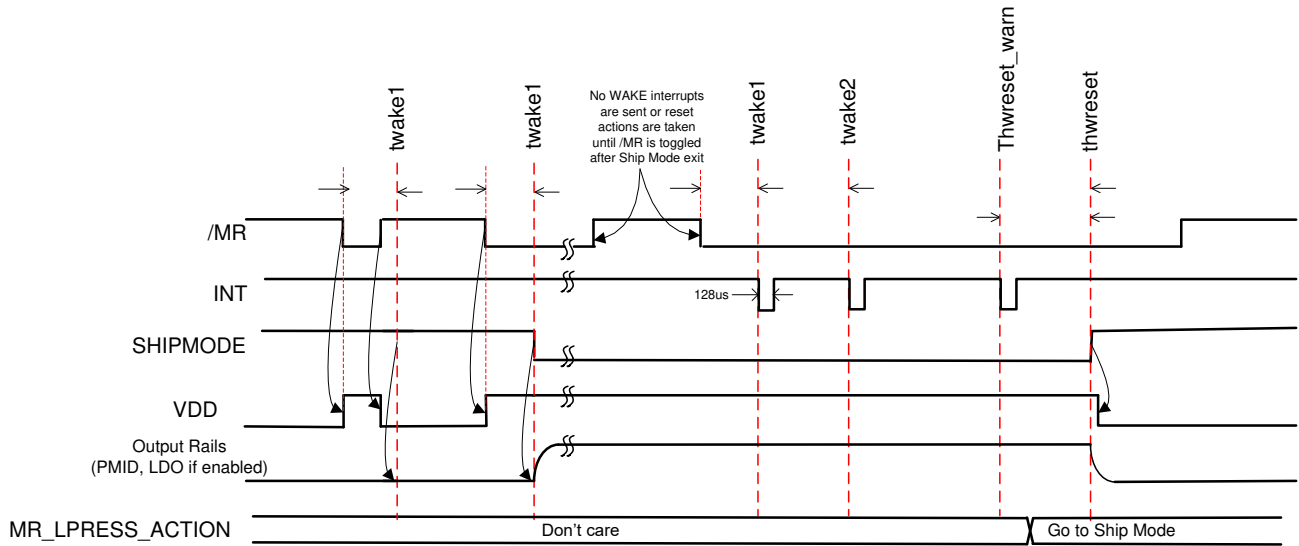 twake1
twake1
No WAKE interrupts
are sent or reset
actions are taken
until /MR is toggled
after Ship Mode exit
twake1
twake2
Thwreset_warn
thwreset
/MR
INT
128us
SHIPMODE
VDD
Output Rails
(PMID, LDO if enabled)
MR_LPRESS_ACTION
Don't care
Go to Ship Mode